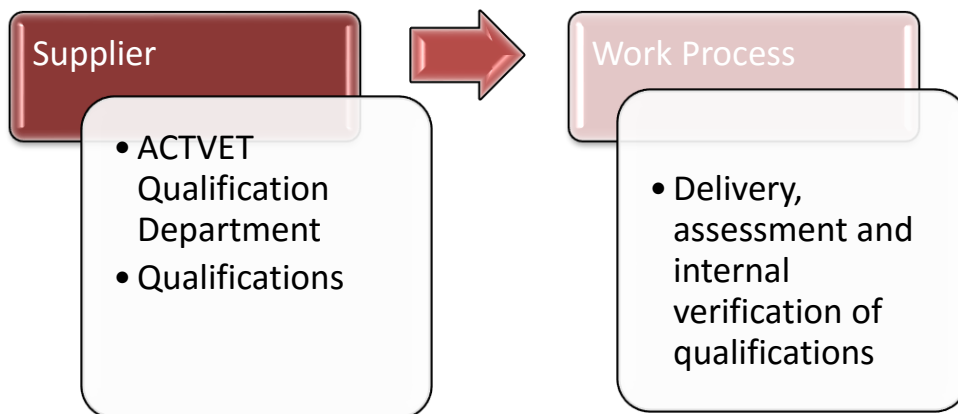 Supplier
• ACTVET
Qualification
Department
• Qualifications
Work Process
• Delivery,
assessment and
internal
verification of
qualifications